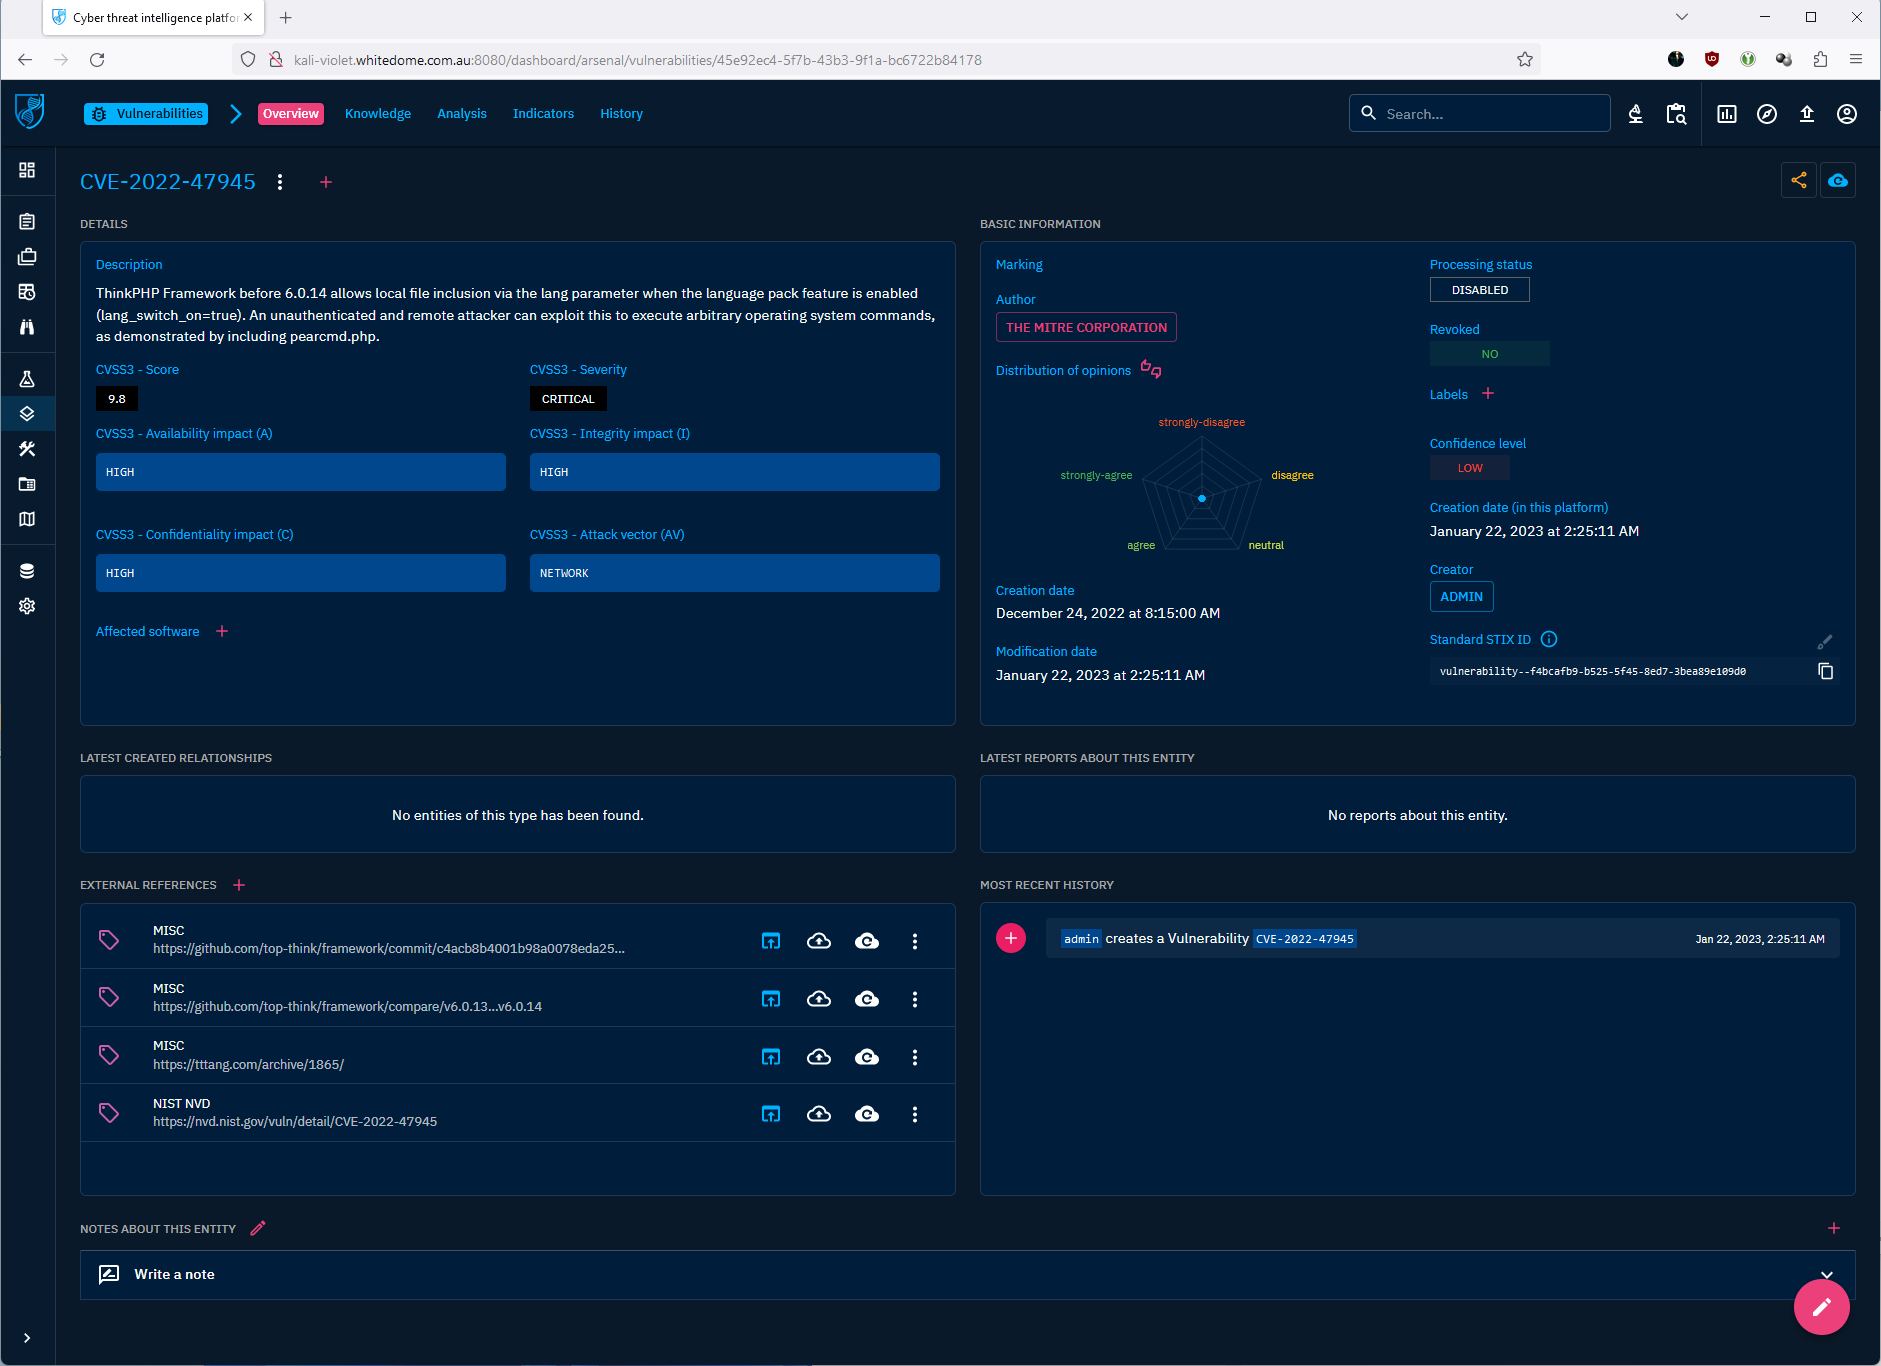 Cyber threat intelligence platfor
kali-violet.whitedome.com.au:8080/dashboard/arsenal/vulnerabilities/45e92ec4-5f7b-43b3-9f1a-bc6722b84178
Vulnerabilities
Overview
Knowledge
Analysis
Indicators
History
Search...
CVE-2022-47945
DETAILS
Description
ThinkPHP Framework before 6.0.14 allows local file inclusion via the lang parameter when the language pack feature is enabled
(lang_switch_on=true). An unauthenticated and remote attacker can exploit this to execute arbitrary operating system commands,
as demonstrated by including pearcmd.php.
CVSS3 - Score
CVSS3 - Severity
9.8
CRITICAL
CVSS3 - Availability impact (A)
CVSS3 - Integrity impact (I)
HIGH
HIGH
CVSS3 - Confidentiality impact (C)
CVSS3 - Attack vector (AV)
HIGH
NETWORK
Affected software
BASIC INFORMATION
Marking
Author
THE MITRE CORPORATION
Distribution of opinions
strongly-disagree
strongly-agree
disagree
agree
neutral
Creation date
December 24, 2022 at 8:15:00 AM
Modification date
January 22, 2023 at 2:25:11 AM
Processing status
DISABLED
Revoked
NO
Labels
Confidence level
LOW
Creation date (in this platform)
January 22, 2023 at 2:25:11 AM
Creator
ADMIN
Standard STIX ID
vulnerability--f4bcafb9-b525-5f45-8ed7-3bea89e109d0
LATEST CREATED RELATIONSHIPS
No entities of this type has been found.
LATEST REPORTS ABOUT THIS ENTITY
No reports about this entity.
EXTERNAL REFERENCES
MISC
https://github.com/top-think/framework/commit/c4acb8b4001b98a0078eda25...
MISC
https://github.com/top-think/framework/compare/v6.0.13...v6.0.14
MISC
https://tttang.com/archive/1865/
NIST NVD
https://nvd.nist.gov/vuln/detail/CVE-2022-47945
MOST RECENT HISTORY
admin creates a Vulnerability CVE-2022-47945
Jan 22, 2023, 2:25:11 AM
NOTES ABOUT THIS ENTITY
Write a note